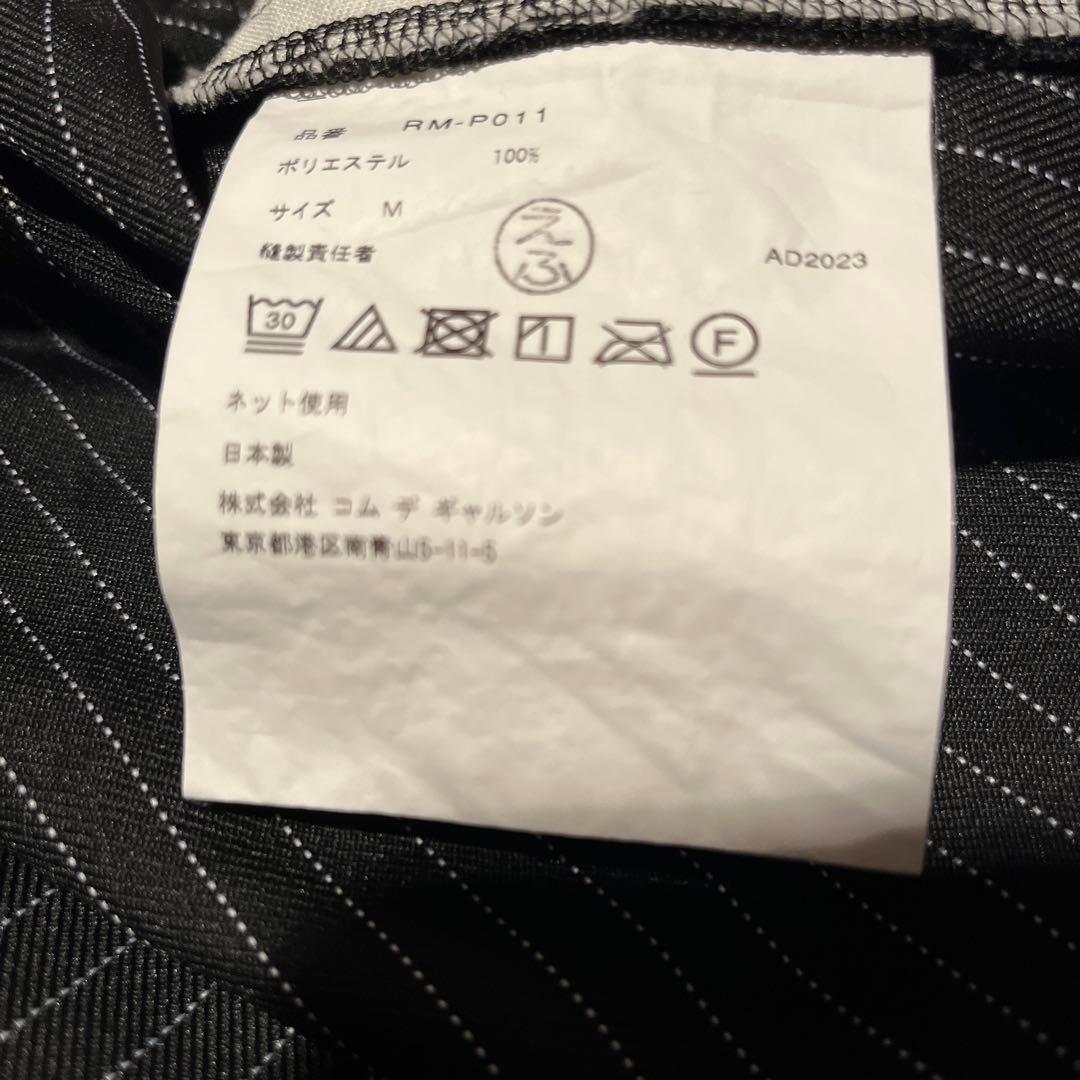 品番 RM-P011
ポリエステル 100%
サイズ M
縫製責任者 えふ AD2023
30 F
ネット使用
日本製
株式会社 コム デ ギャルソン
東京都港区南青山5-11-5